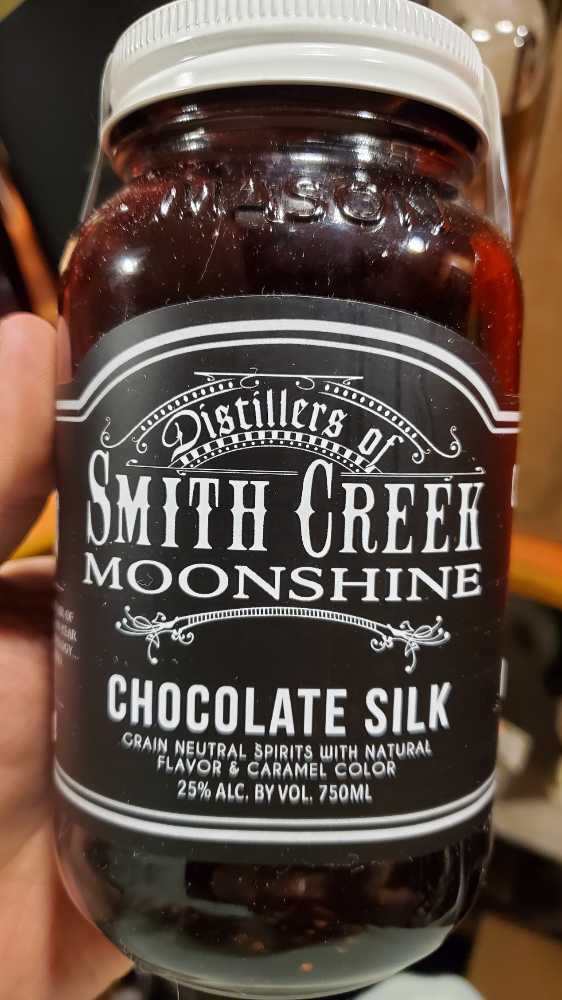 MASON
Distillers of
SMITH CREEK
MOONSHINE
CHOCOLATE SILK
GRAIN NEUTRAL SPIRITS WITH NATURAL
FLAVOR & CARAMEL COLOR
25% ALC. BY VOL. 750ML